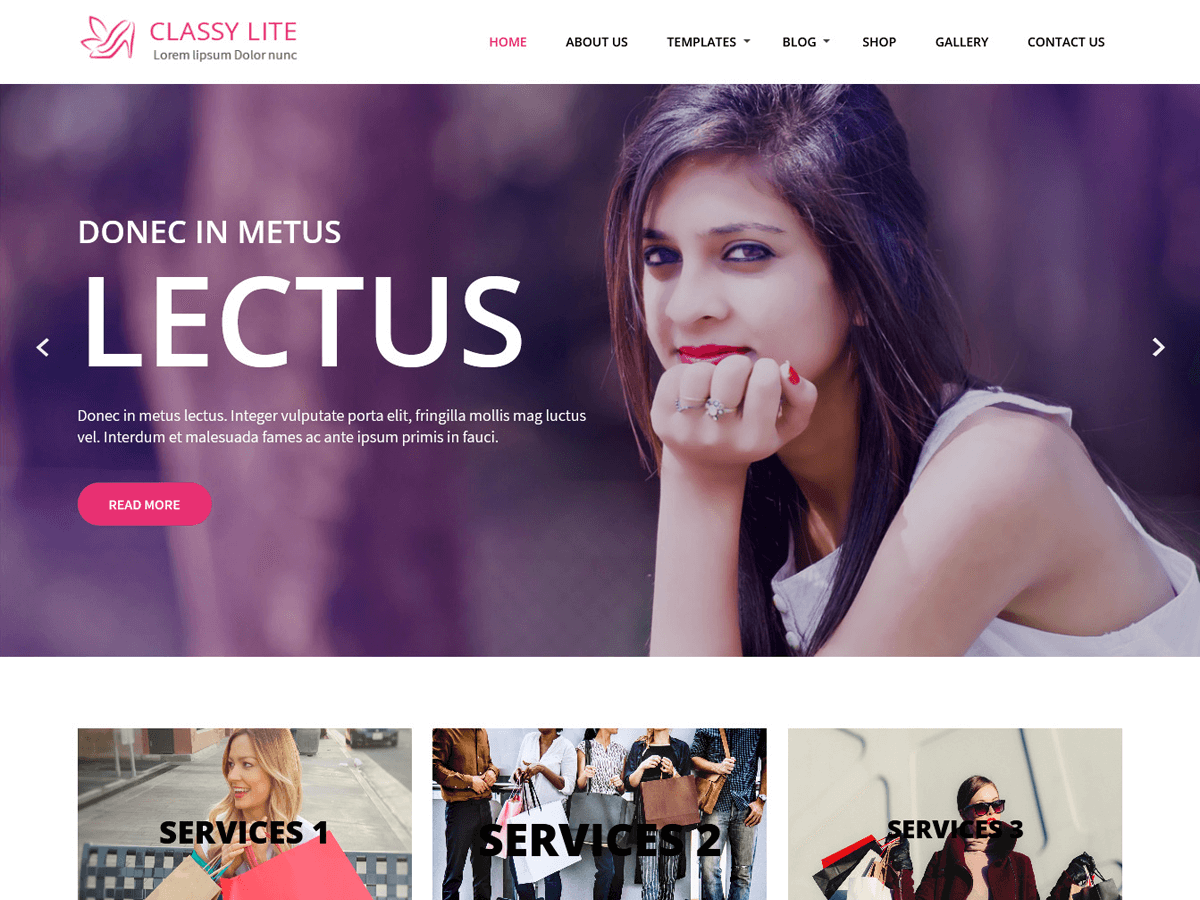 CLASSY LITE
Lorem lipsum Dolor nunc
HOME ABOUT US TEMPLATES BLOG SHOP GALLERY CONTACT US
DONEC IN METUS
LECTUS
Donec in metus lectus. Integer vulputate porta elit, fringilla mollis mag luctus
vel. Interdum et malesuada fames ac ante ipsum primis in fauci.
READ MORE
SERVICES 1
SERVICES 2
SERVICES 3